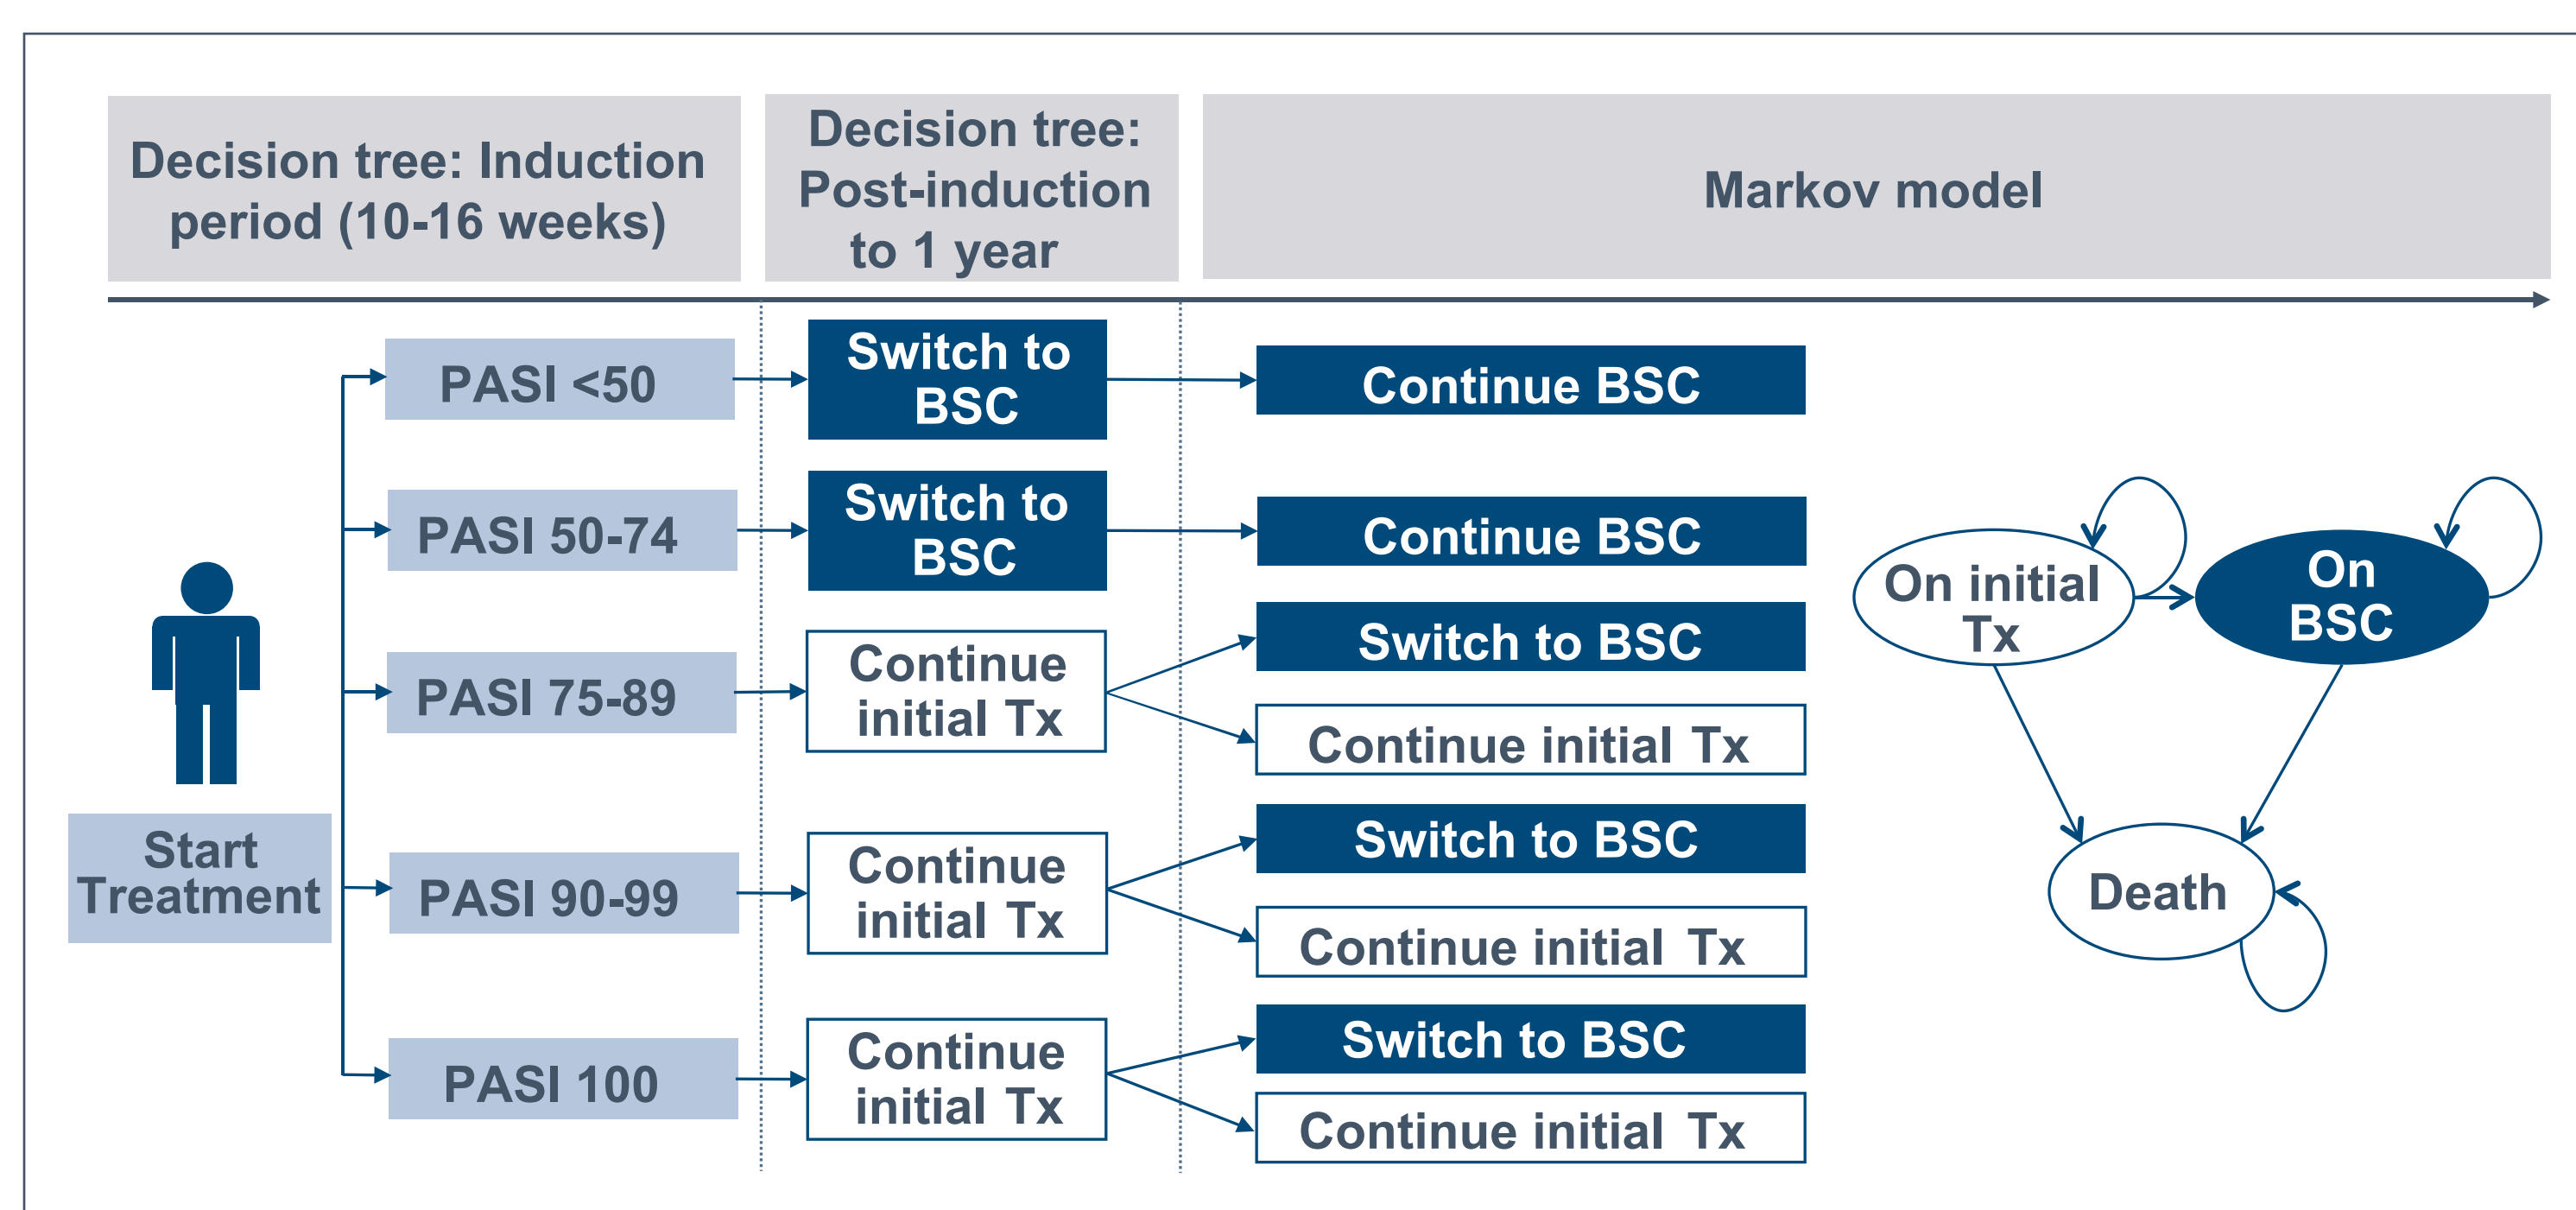 Decision tree: Induction
period (10-16 weeks)
Decision tree:
Post-induction
to 1 year
Markov model
Start
Treatment
PASI <50
Switch to
BSC
Continue BSC
PASI 50-74
Switch to
BSC
Continue BSC
PASI 75-89
Continue
initial Tx
Switch to BSC
Continue initial Tx
PASI 90-99
Continue
initial Tx
Switch to BSC
Continue initial Tx
PASI 100
Continue
initial Tx
Switch to BSC
Continue initial Tx
On initial
Tx
On
BSC
Death